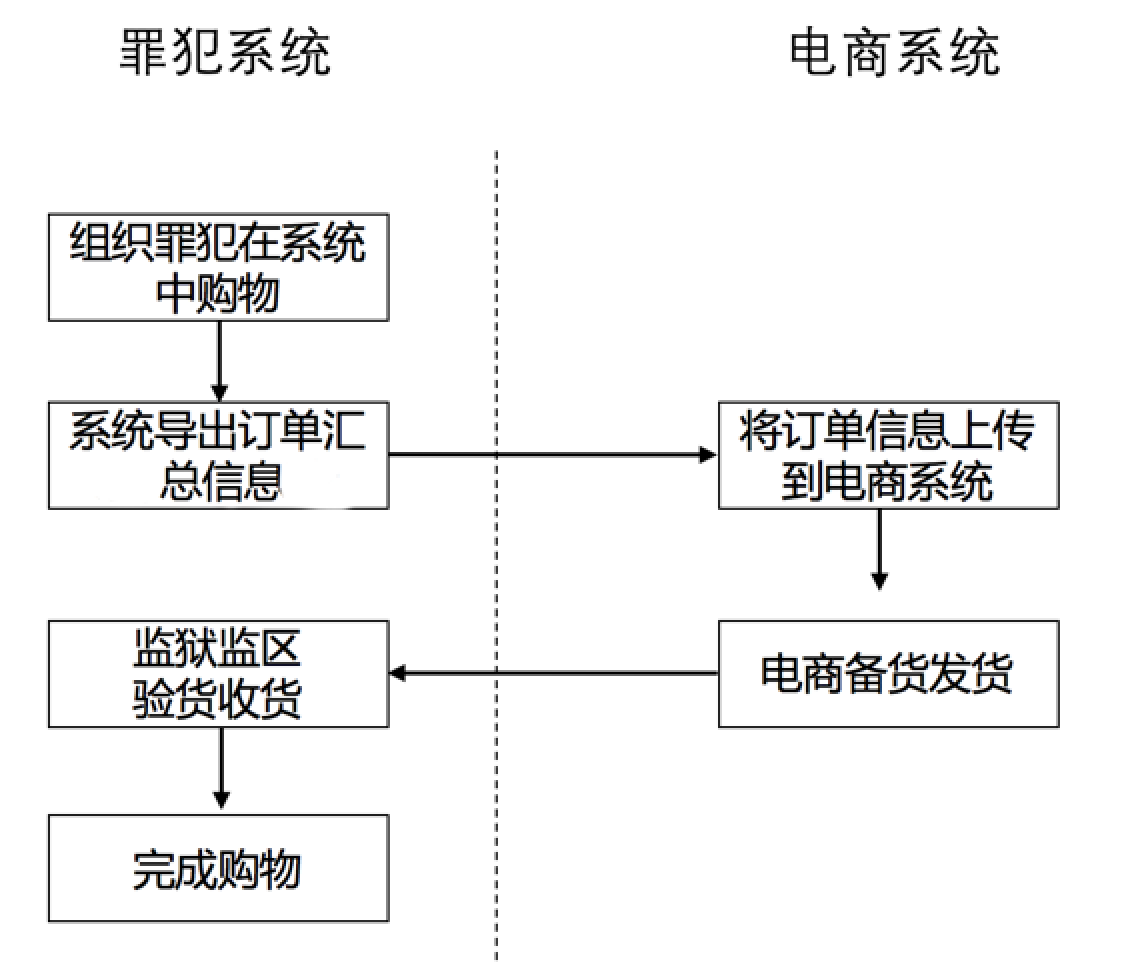 罪犯系统
电商系统
组织罪犯在系统
中购物
系统导出订单汇
总信息
将订单信息上传
到电商系统
监狱监区
验货收货
电商备货发货
完成购物